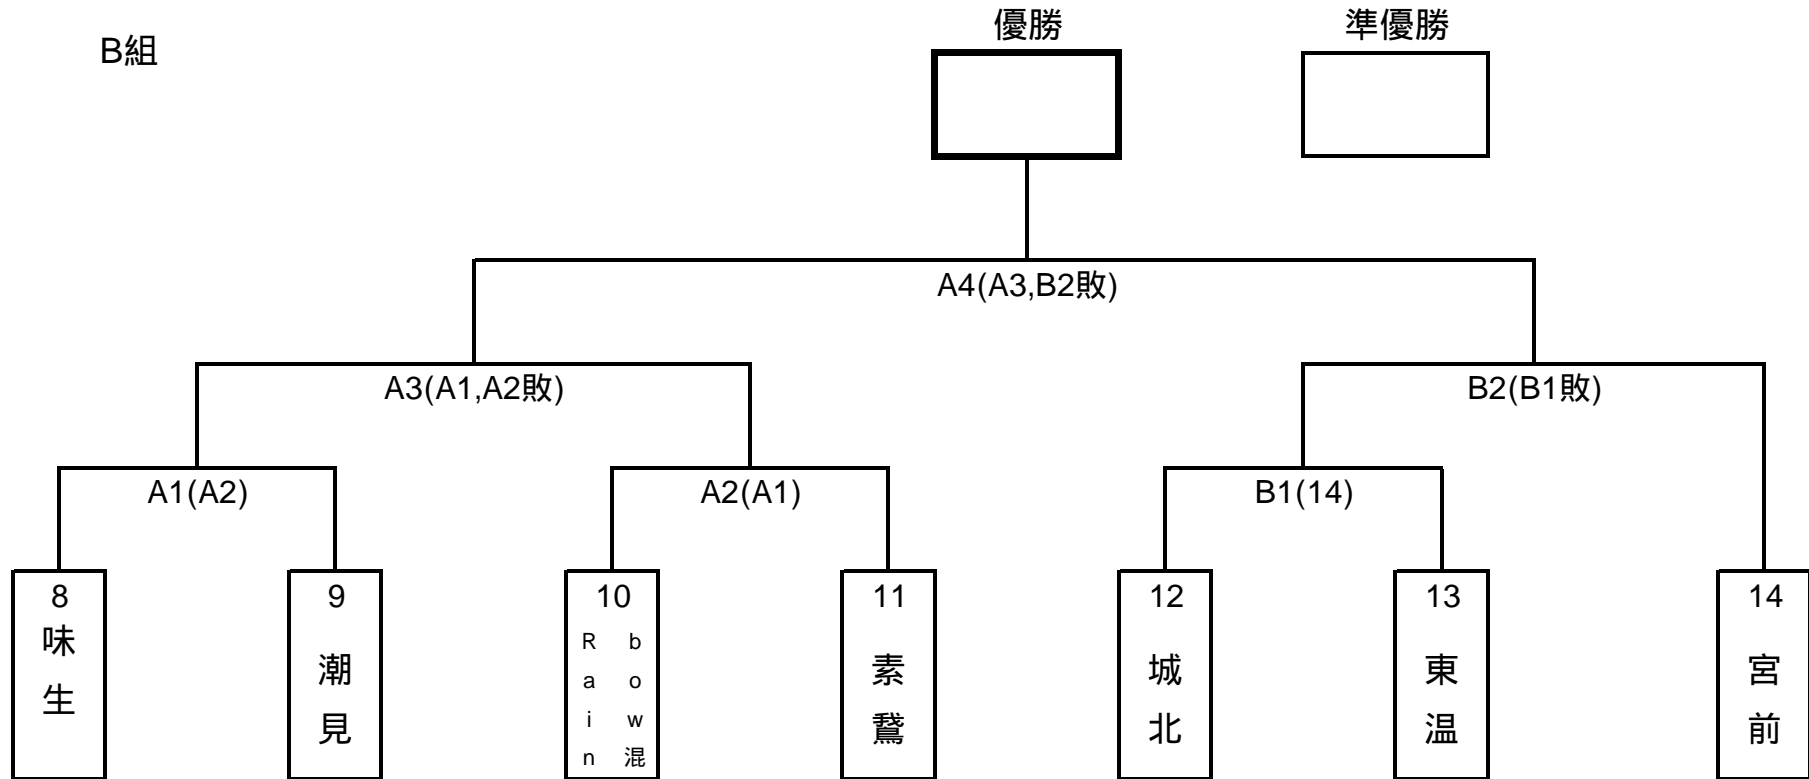 B組
優勝
準優勝
A4(A3,B2敗)
A3(A1,A2敗)
B2(B1敗)
A1(A2)
A2(A1)
B1(14)
8
味生
9
潮見
10
Rain
bow混
11
素鵞
12
城北
13
東温
14
宮前